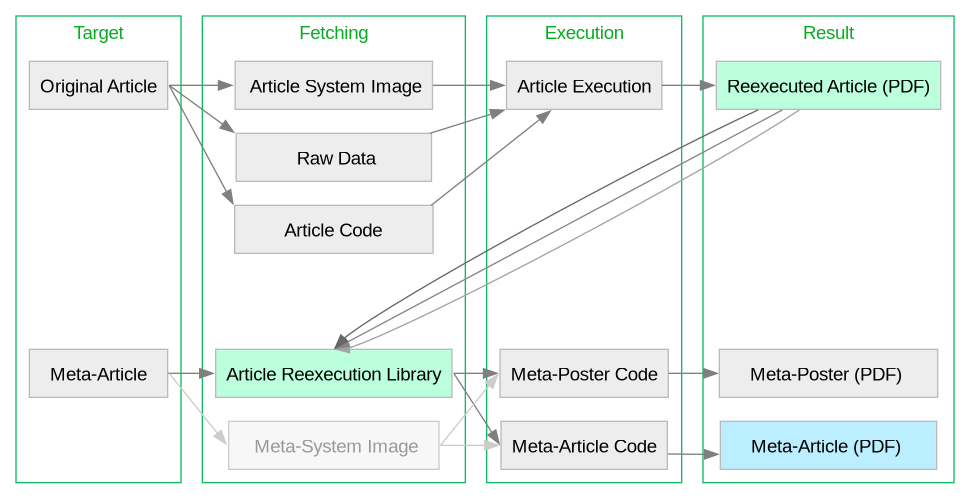 Target
Fetching
Execution
Result
Original Article
Article System Image
Article Execution
Reexecuted Article (PDF)
Raw Data
Article Code
Meta-Article
Article Reexecution Library
Meta-Poster Code
Meta-Poster (PDF)
Meta-System Image
Meta-Article Code
Meta-Article (PDF)